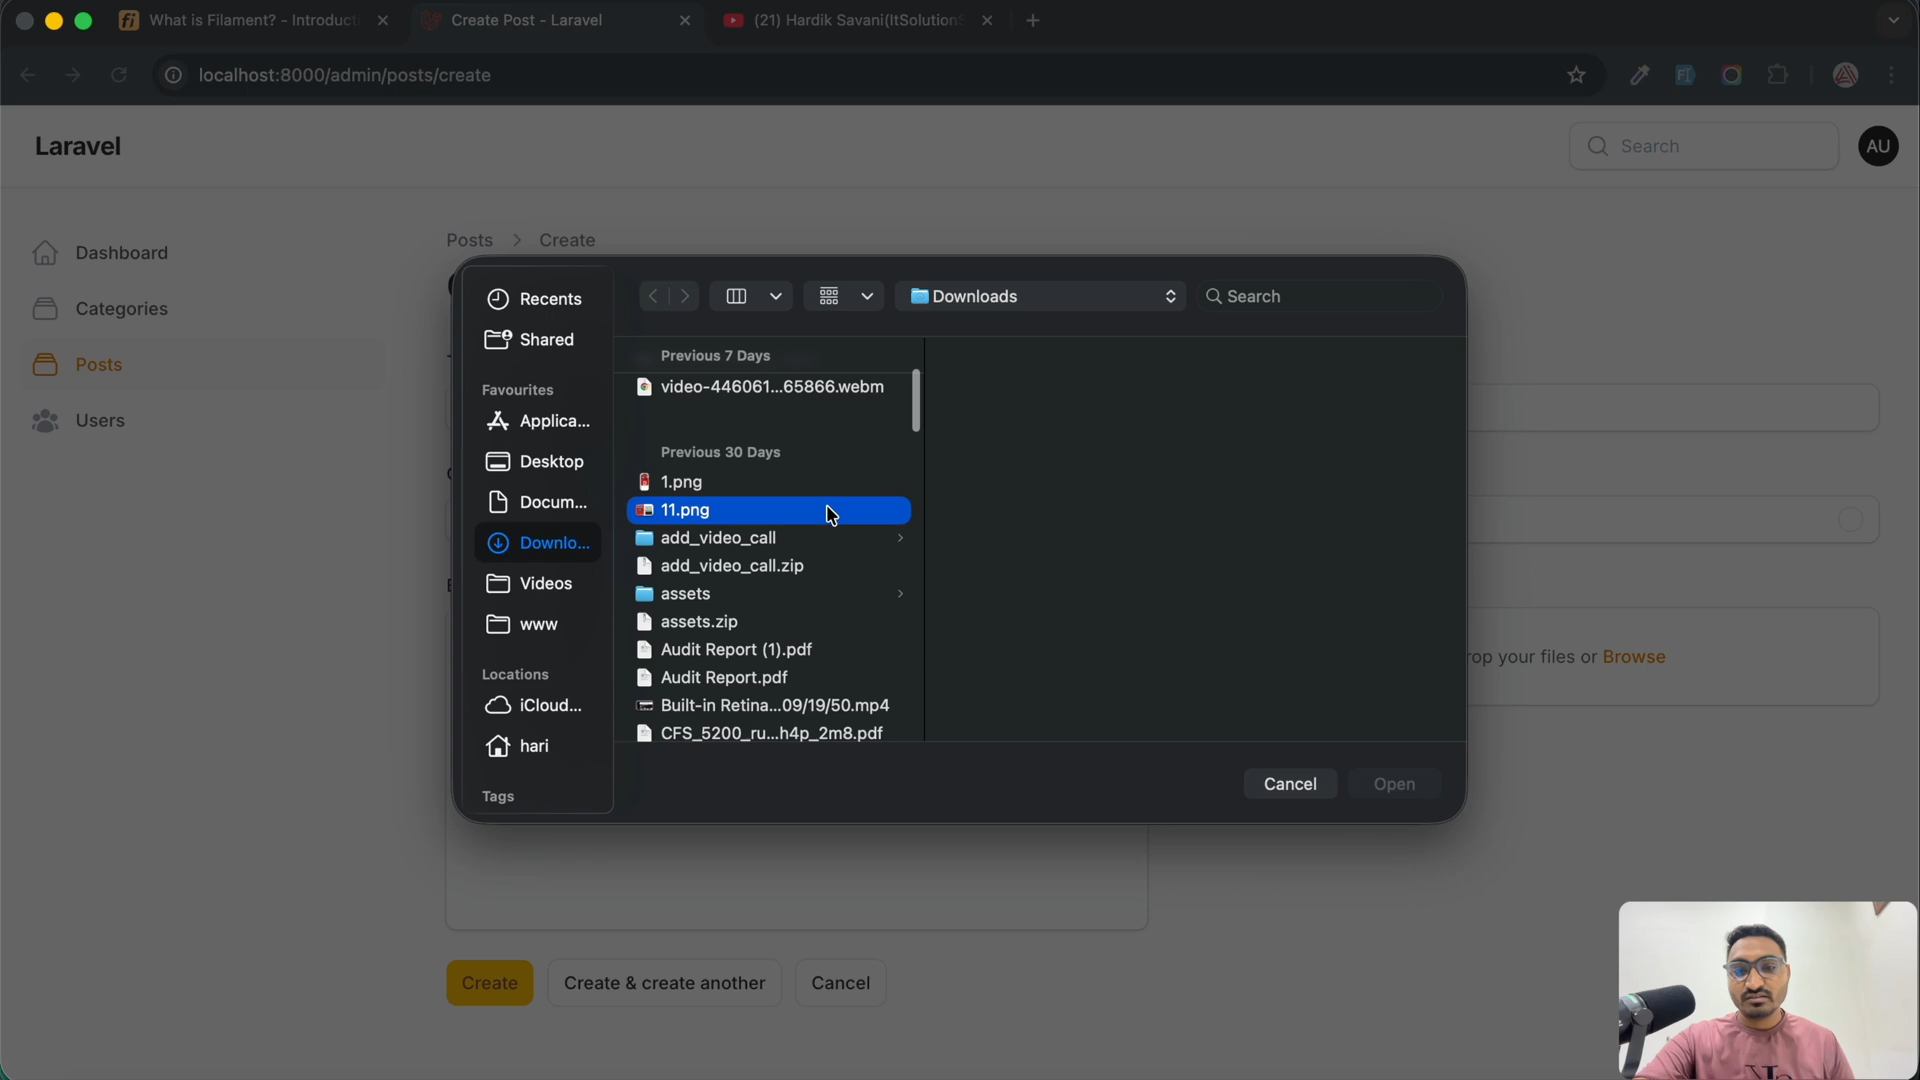 What is Filament? - Introducti
Create Post - Laravel
(21) Hardik Savani(ItSolution
localhost:8000/admin/posts/create
Laravel
Search
AU
Dashboard
Categories
Posts
Users
Posts > Create
Recents
Shared
Favourites
Applica...
Desktop
Docum...
Downlo...
Videos
www
Locations
iCloud...
hari
Tags
Downloads
Search
Previous 7 Days
video-446061...65866.webm
Previous 30 Days
1.png
11.png
add_video_call
add_video_call.zip
assets
assets.zip
Audit Report (1).pdf
Audit Report.pdf
Built-in Retina...09/19/50.mp4
CFS_5200_ru...h4p_2m8.pdf
Cancel
Open
rop your files or Browse
Create
Create & create another
Cancel